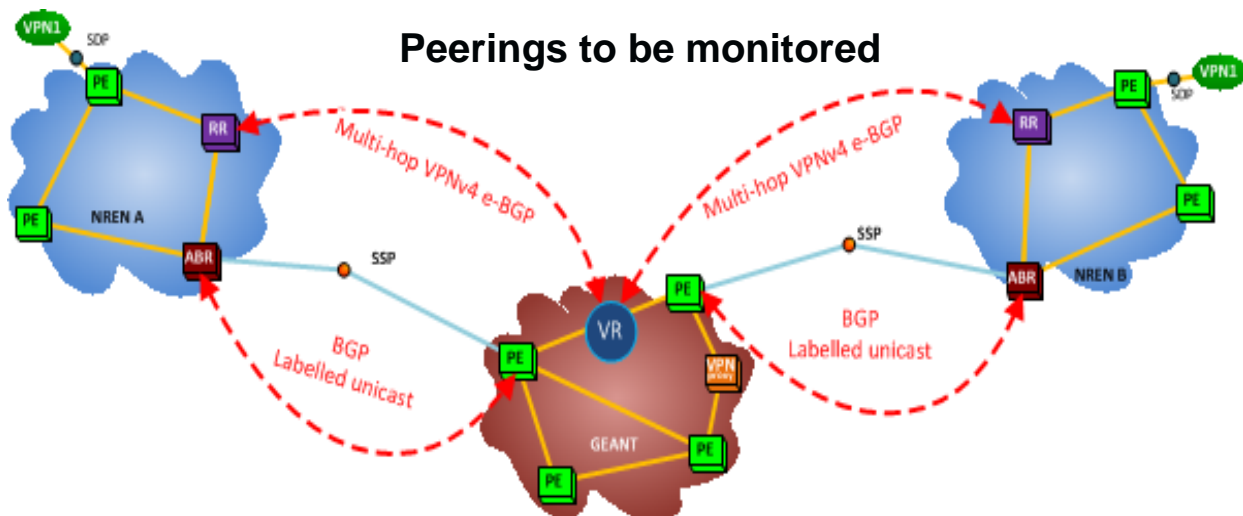 Peerings to be monitored
VPN1
SDP
PE
RR
PE
NREN A
ABR
Multi-hop VPNv4 e-BGP
SSP
BGP
Labelled unicast
Multi-hop VPNv4 e-BGP
VPN1
SDP
PE
RR
PE
SSP
ABR
NREN B
BGP
Labelled unicast
VR
PE
PE
VPN
proxy
GEANT
PE
PE